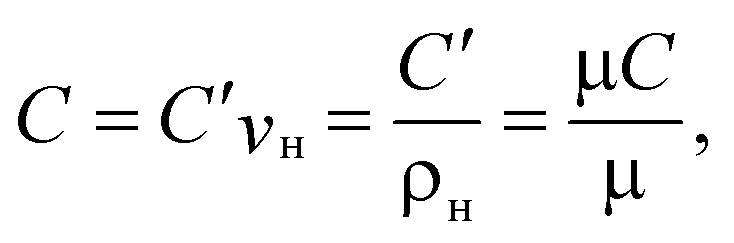 C = C′vн = C′/ρн = μC/μ,